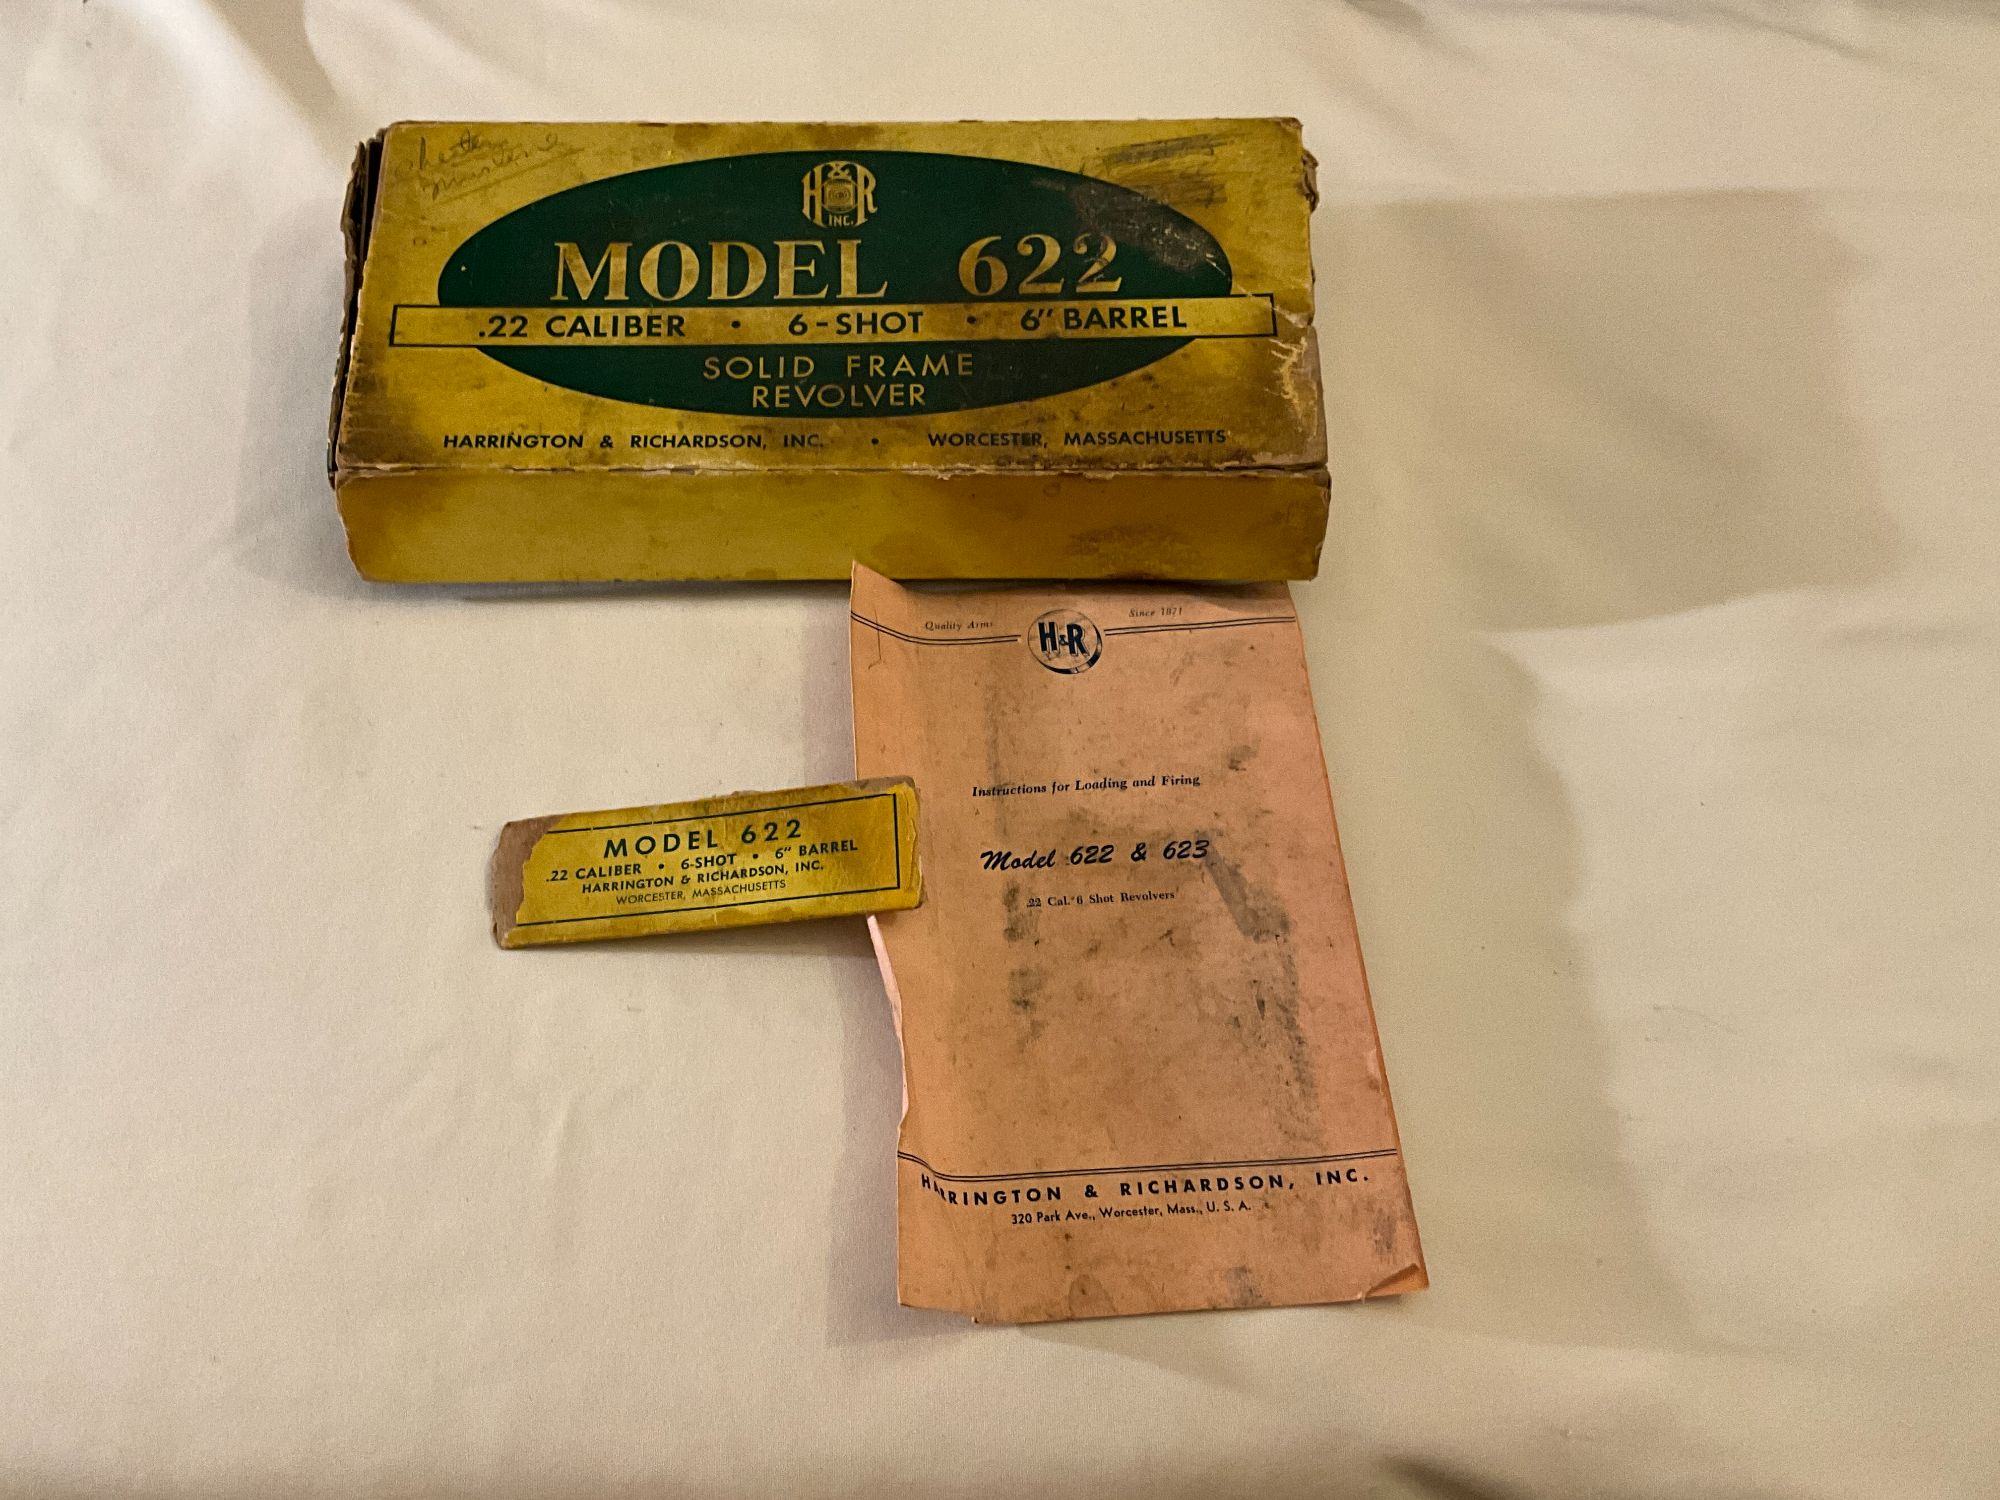 H&R
INC.
MODEL 622
.22 CALIBER • 6-SHOT • 6" BARREL
SOLID FRAME
REVOLVER
HARRINGTON & RICHARDSON, INC. • WORCESTER, MASSACHUSETTS
Quality Arms H&R Since 1871
Instructions for Loading and Firing
Model 622 & 623
.22 Cal. 6 Shot Revolvers
HARRINGTON & RICHARDSON, INC.
320 Park Ave., Worcester, Mass., U. S. A.
MODEL 622
.22 CALIBER • 6-SHOT • 6" BARREL
HARRINGTON & RICHARDSON, INC.
WORCESTER, MASSACHUSETTS